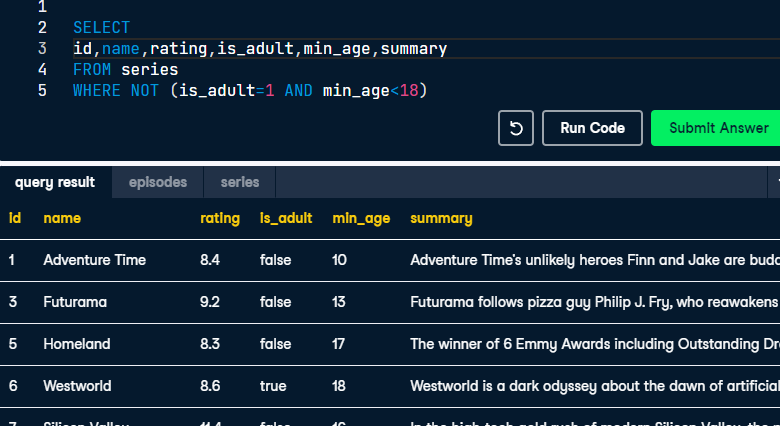 1
2 SELECT
3 id,name,rating,is_adult,min_age,summary
4 FROM series
5 WHERE NOT (is_adult=1 AND min_age<18)
Run Code Submit Answer
query result episodes series
id name rating is_adult min_age summary
1 Adventure Time 8.4 false 10 Adventure Time's unlikely heroes Finn and Jake are budd
3 Futurama 9.2 false 13 Futurama follows pizza guy Philip J. Fry, who reawakens
5 Homeland 8.3 false 17 The winner of 6 Emmy Awards including Outstanding Dr
6 Westworld 8.6 true 18 Westworld is a dark odyssey about the dawn of artificial
7 Silicon Valley false 16 In the high-tech gold rush of modern Silicon Valley, the